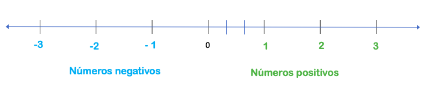 -3 -2 - 1 0 1 2 3
Números negativos Números positivos